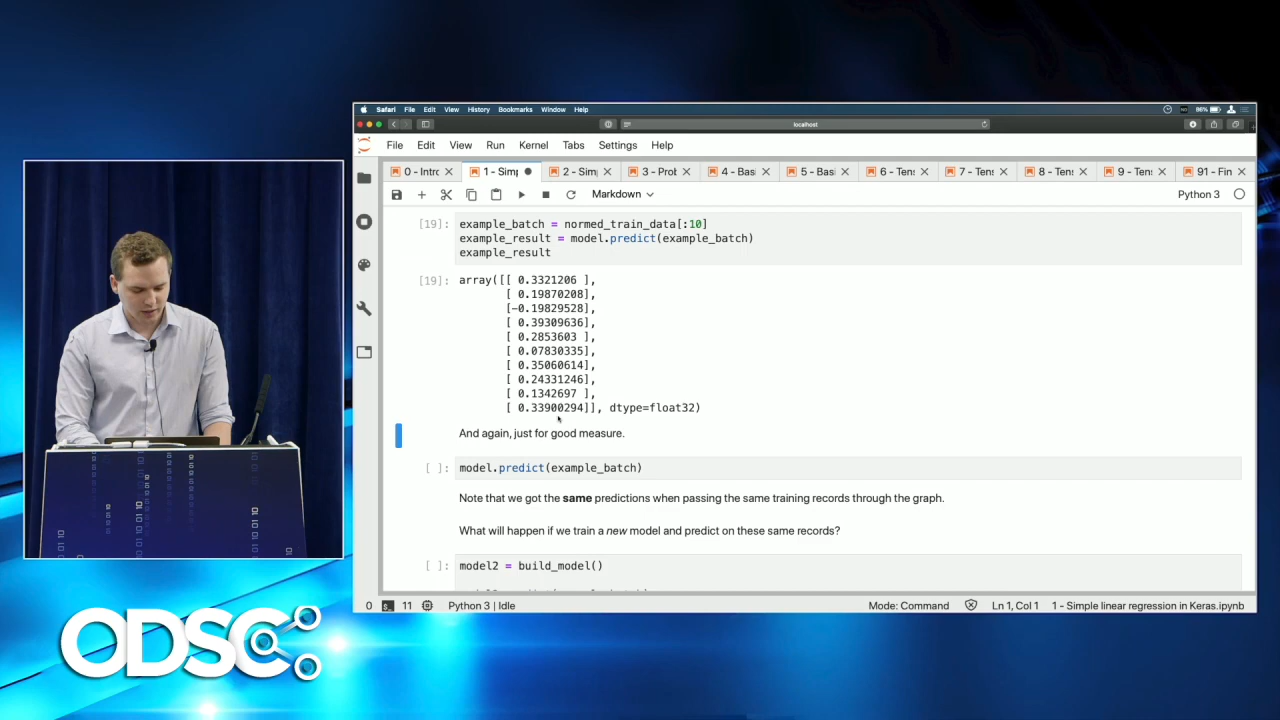 Safari File Edit View History Bookmarks Window Help 86%
localhost
File Edit View Run Kernel Tabs Settings Help
0 - Intro 1 - Simp 2 - Simp 3 - Prob 4 - Basi 5 - Basi 6 - Tens 7 - Tens 8 - Tens 9 - Tens 91 - Fin
Markdown Python 3
[19]: example_batch = normed_train_data[:10]
example_result = model.predict(example_batch)
example_result
[19]: array([[ 0.3321206 ],
[ 0.19870208],
[-0.19829528],
[ 0.39309636],
[ 0.2853603 ],
[ 0.07830335],
[ 0.35060614],
[ 0.24331246],
[ 0.1342697 ],
[ 0.33900294]], dtype=float32)
And again, just for good measure.
[ ]: model.predict(example_batch)
Note that we got the same predictions when passing the same training records through the graph.
What will happen if we train a new model and predict on these same records?
[ ]: model2 = build_model()
0 11 Python 3 | Idle Mode: Command Ln 1, Col 1 1 - Simple linear regression in Keras.ipynb
ODSC